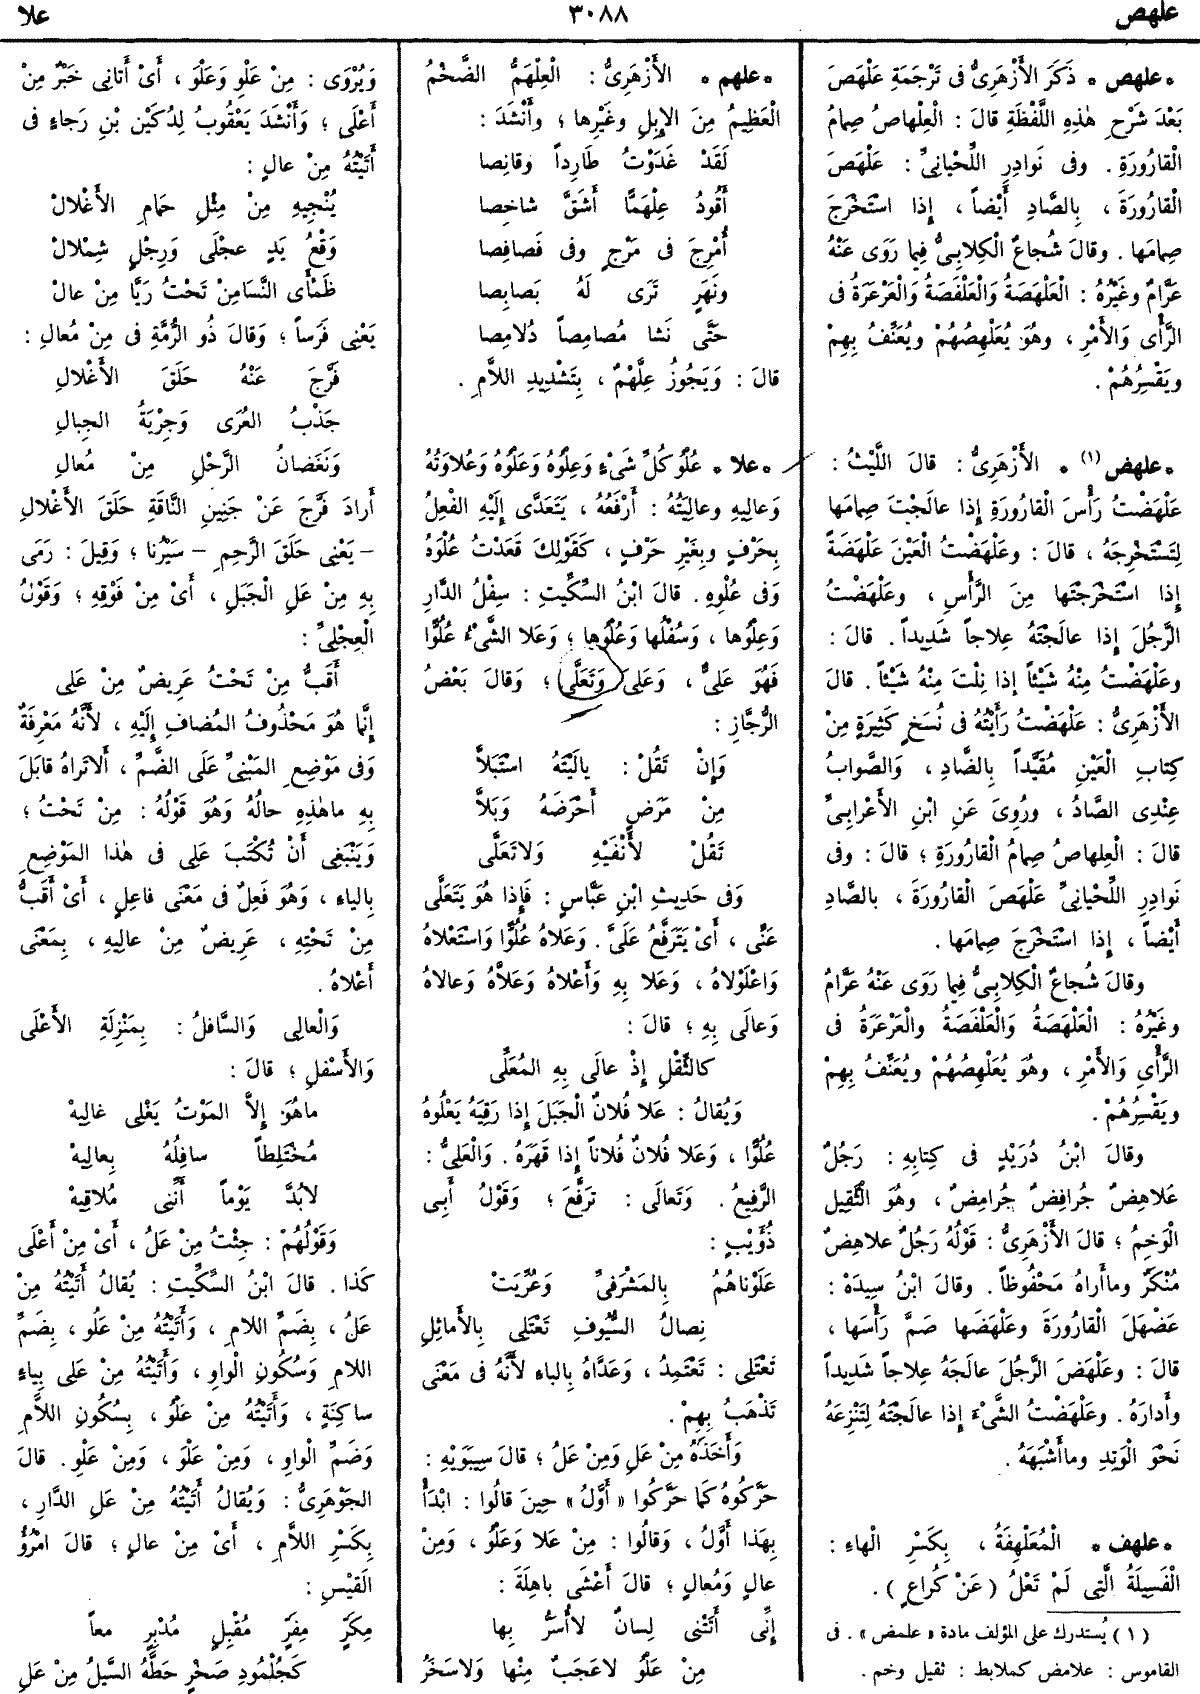 علهص
٣٠٨٨
علا
* علهص * ذَكَرَ الأَزْهَرِىُّ فى تَرْجَمَةِ عَلْهَصَ
بَعْدَ شَرْحِ هٰذِهِ اللَّفْظَةِ قالَ : الْعِلْهاصُ صِمامُ
الْقارُورَةِ . وفى نَوادِرِ اللِّحْيانِىِّ : عَلْهَصَ
الْقارُورَةَ ، بِالصَّادِ أَيْضاً ، إِذا اسْتَخْرَجَ
صِمامَها . وقالَ شُجاعٌ الْكِلابِىُّ فِيما رَوَى عَنْهُ
عَرَّامٌ وغَيْرُهُ : الْعَلْهَصَةُ وَالْعَلْفَصَةُ وَالْعَرْعَرَةُ فى
الرَّأْىِ وَالأَمْرِ ، وهُوَ يُعَلْهِصُهُمْ ويُعَنِّفُ بِهِمْ
ويَقْسِرُهُمْ .
* علهض (١) * الأَزْهَرِىُّ : قالَ اللَّيْثُ :
عَلْهَضْتُ رَأْسَ الْقارُورَةِ إِذا عالَجْتَ صِمامَها
لِتَسْتَخْرِجَهُ ، قالَ : وعَلْهَضْتُ الْعَيْنَ عَلْهَضَةً
إِذا اسْتَخْرَجْتَها مِنَ الرَّأْسِ ، وعَلْهَضْتُ
الرَّجُلَ إِذا عالَجْتَهُ عِلاجاً شَدِيداً . قالَ :
وعَلْهَضْتُ مِنْهُ شَيْئاً إِذا نِلْتَ مِنْهُ شَيْئاً . قالَ
الأَزْهَرِىُّ : عَلْهَضْتُ رَأَيْتُهُ فى نُسَخٍ كَثِيرَةٍ مِنْ
كِتابِ الْعَيْنِ مُقَيَّداً بِالضَّادِ ، وَالصَّوابُ
عِنْدِى الصَّادُ ، ورُوِىَ عَنِ ابْنِ الأَعْرابِىِّ
قالَ : الْعِلْهاصُ صِمامُ الْقارُورَةِ ؛ قالَ : وفى
نَوادِرِ اللِّحْيانِىِّ عَلْهَصَ الْقارُورَةَ ، بالصَّادِ
أَيْضاً ، إِذا اسْتَخْرَجَ صِمامَها .
وقالَ شُجاعٌ الْكِلابِىُّ فِيما رَوَى عَنْهُ عَرَّامٌ
وغَيْرُهُ : الْعَلْهَصَةُ وَالْعَلْفَصَةُ والْعَرْعَرَةُ فى
الرَّأْىِ وَالأَمْرِ ، وهُوَ يُعَلْهِصُهُمْ ويُعَنِّفُ بِهِمْ
ويَقْسِرُهُمْ .
وقالَ ابْنُ دُرَيْدٍ فى كِتابِهِ : رَجُلٌ
عُلاهِضٌ جُرافِضٌ جُرامِضٌ ، وهُوَ الثَّقِيلُ
الْوَخِمُ ؛ قالَ الأَزْهَرِىُّ : قَوْلُهُ رَجُلٌ عُلاهِضٌ
مُنْكَرٌ وماأَراهُ مَحْفُوظاً . وقالَ ابْنُ سِيدَهْ :
عَضْهَلَ الْقارُورَةَ وعَلْهَضَها صَمَّ رَأْسَها ،
قالَ : وعَلْهَضَ الرَّجُلَ عالَجَهُ عِلاجاً شَدِيداً
وأَدارَهُ . وعَلْهَضْتُ الشَّىْءَ إِذا عالَجْتَهُ لِتَنْزِعَهُ
نَحْوَ الْوَتِدِ وماأَشْبَهَهُ .
* علهف * الْمُعَلْهِفَةُ ، بِكَسْرِ الْهاءِ :
الْفَسِيلَةُ الَّتِى لَمْ تَعْلُ ( عَنْ كُراعٍ ) .
( ١ ) يُستدرك على المؤلف مادة « علمض » . فى
القاموس : علامض كملابط : ثقيل وخم .
* علهم * الأَزْهَرِىُّ : الْعِلْهَمُّ الضَّخْمُ
الْعَظِيمُ مِنَ الإِبِلِ وغَيْرِها ؛ وأَنْشَدَ :
لَقَدْ غَدَوْتُ طَارِداً وقانِصا
أَقُودُ عِلْهَمًّا أَشَقَّ شاخِصا
أُمْرِجَ فى مَرْجٍ وفى فَصافِصا
ونَهَرٍ تَرَى لَهُ بَصابِصا
حَتَّى نَشا مُصامِصاً دُلامِصا
قالَ : وَيَجُوزُ عِلَّهْمٌ ، بِتَشْدِيدِ اللاَّمِ .
* علا * عُلُوُّ كُلِّ شَىْءٍ وَعِلْوُهُ وَعَلْوُهُ وَعُلاوَتُهُ
وَعالِيهِ وعالِيَتُهُ : أَرْفَعُهُ ، يَتَعَدَّى إِلَيْهِ الْفِعْلُ
بِحَرْفٍ وبِغَيْرِ حَرْفٍ ، كَقَوْلِكَ قَعَدْتُ عُلْوَهُ
وَفى عُلْوِهِ . قالَ ابْنُ السِّكِّيتِ : سِفْلُ الدَّارِ
وَعِلْوُها ، وَسُفْلُها وَعُلْوُها ؛ وَعَلا الشَّىْءُ عُلُوًّا
فَهُوَ عَلِىٌّ ، وَعَلِىَ وَتَعَلَّى ؛ وَقالَ بَعْضُ
الرُّجَّازِ :
وَإِنْ تَقُلْ : يالَيْتَهُ اسْتَبَلاَّ
مِنْ مَرَضٍ أَحْرَضَهُ وَبَلاَّ
تَقُلْ لأَنْفَيْهِ وَلاتَعَلَّى
وَفى حَدِيثِ ابْنِ عَبَّاسٍ : فَإِذا هُوَ يَتَعَلَّى
عَنِّى ، أَىْ يَتَرَفَّعُ عَلَىَّ . وَعَلاهُ عُلُوًّا وَاسْتَعْلاهُ
وَاعْلَوْلاهُ ، وَعَلا بِهِ وَأَعْلاهُ وَعَلاَّهُ وَعالاهُ
وَعالَى بِهِ ؛ قالَ :
كالثِّقْلِ إِذْ عالَى بِهِ المُعَلِّى
وَيُقالُ : عَلا فُلانٌ الْجَبَلَ إِذا رَقِيَهُ يَعْلُوهُ
عُلُوًّا ، وَعَلا فُلانٌ فُلاناً إِذا قَهَرَهُ . وَالْعَلِىُّ :
الرَّفِيعُ . وَتَعالَى : تَرَفَّعَ ؛ وَقَوْلُ أَبِى
ذُؤَيْبٍ :
عَلَوْناهُمُ بِالمَشْرَفِىِّ وَعُرِّيَتْ
نِصالُ السُّيُوفِ تَعْتَلِى بِالأَماثِلِ
تَعْتَلِى : تَعْتَمِدُ ، وَعَدَّاهُ بِالباءِ لأَنَّهُ فى مَعْنَى
تَذْهَبُ بِهِمْ .
وَأَخَذَهُ مِنْ عَلِ وَمِنْ عَلُ ؛ قالَ سِيبَوَيْهِ :
حَرَّكُوهُ كَما حَرَّكُوا « أَوَّلُ » حِينَ قالُوا : ابْدَأْ
بِهَذا أَوَّلُ ، وَقالُوا : مِنْ عَلا وَعَلْوُ ، وَمِنْ
عالٍ وَمُعالٍ ؛ قالَ أَعْشَى باهِلَةَ :
إِنِّى أَتَتْنِى لِسانٌ لاأُسَرُّ بِها
مِنْ عَلْوُ لاعَجَبٌ مِنْها وَلاسَخَرُ
وَيُرْوَى : مِنْ عَلْوِ وَعَلْوَ ، أَىْ أَتانِى خَبَرٌ مِنْ
أَعْلَى ؛ وَأَنْشَدَ يَعْقُوبُ لِدُكَيْنِ بْنِ رَجاءٍ فى
أَتَيْتُهُ مِنْ عالٍ :
يُنْجِيهِ مِنْ مِثْلِ حَمامِ الأَغْلالْ
وَقْعُ يَدٍ عجْلَى وَرِجْلٍ شِمْلالْ
ظَمْأَى النَّسَامِنْ تَحْتُ رَيَّا مِنْ عالْ
يَعْنِى فَرَساً ؛ وَقالَ ذُو الرُّمَّةِ فى مِنْ مُعالِ :
فَرَّجَ عَنْهُ حَلَقَ الأَغْلالِ
جَذْبُ العُرَى وَجِرْيَةُ الجِبالِ
وَنَغَضانُ الرَّحْلِ مِنْ مُعالِ
أَرادَ فَرَّجَ عَنْ جَنِينِ النَّاقَةِ حَلَقَ الأَغْلالِ
– يَعْنِى حَلَقَ الرَّحِمِ – سَيْرُنا ؛ وَقِيلَ : رَمَى
بِهِ مِنْ عَلِ الْجَبَلِ ، أَىْ مِنْ فَوْقِهِ ؛ وَقَوْلُ
الْعِجْلِىِّ :
أَقَبُّ مِنْ تَحْتُ عَرِيضٌ مِنْ عَلِى
إِنَّما هُوَ مَحْذُوفُ المُضافِ إِلَيْهِ ، لأَنَّهُ مَعْرِفَةٌ
وَفى مَوْضِعِ المَبْنِىِّ عَلَى الضَّمِّ ، أَلاتَراهُ قابَلَ
بِهِ ماهٰذِهِ حالُهُ وَهُوَ قَوْلُهُ : مِنْ تَحْتُ ؛
وَيَنْبَغِى أَنْ تُكْتَبَ عَلِى فى هٰذا المَوْضِعِ
بِالياءِ ، وَهُوَ فَعِلٌ فى مَعْنَى فاعِلٍ ، أَىْ أَقَبُّ
مِنْ تَحْتِهِ ، عَرِيضٌ مِنْ عالِيهِ ، بِمَعْنَى
أَعْلاهُ .
وَالْعالِى وَالسَّافلُ : بِمَنْزِلَةِ الأَعْلَى
وَالأَسْفلِ ؛ قالَ :
ماهُوَ إِلاَّ المَوْتُ يَغْلِى غالِيهْ
مُخْتَلِطاً سافِلُهُ بِعالِيهْ
لابُدَّ يَوْماً أَنَّنِى مُلاقِيهْ
وَقَوْلُهُمْ : جِئْتُ مِنْ عَلُ ، أَىْ مِنْ أَعْلَى
كَذا . قالَ ابْنُ السِّكِّيتِ : يُقالُ أَتَيْتُهُ مِنْ
عَلُ ، بِضَمِّ اللامِ ، وَأَتَيْتُهُ مِنْ عَلُو ، بِضَمِّ
اللامِ وَسُكُونِ الْواوِ ، وَأَتَيْتُهُ مِنْ عَلِى بِياءٍ
ساكِنَةٍ ، وَأَتَيْتُهُ مِنْ عَلْوُ ، بِسُكُونِ اللاَّمِ
وَضَمِّ الْواوِ ، وَمِنْ عَلْوَ ، وَمِنْ عَلْوِ . قالَ
الجَوْهَرِىُّ : وَيُقالُ أَتَيْتُهُ مِنْ عَلِ الدَّارِ ،
بِكَسْرِ اللاَّمِ ، أَىْ مِنْ عالٍ ؛ قالَ امْرُؤُ
القَيْسِ :
مِكَرٍّ مِفَرٍّ مُقْبِلٍ مُدْبِرٍ معاً
كَجُلْمُودِ صَخْرٍ حَطَّهُ السَّيْلُ مِنْ عَلِ